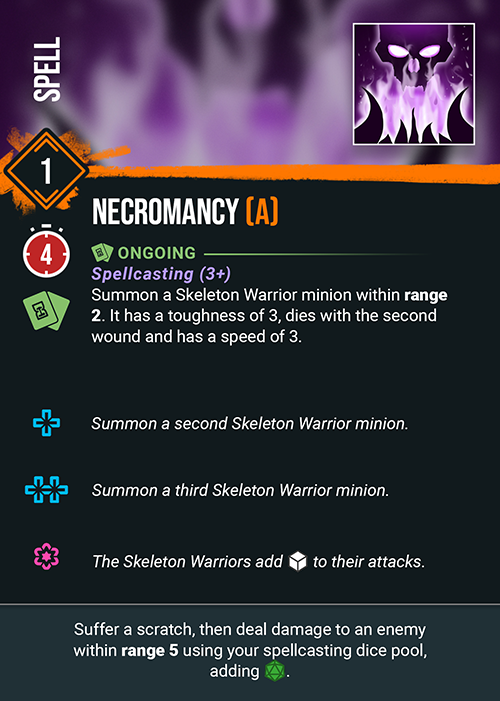 SPELL
1
NECROMANCY (A)
4
ONGOING
Spellcasting (3+)
Summon a Skeleton Warrior minion within range
2. It has a toughness of 3, dies with the second
wound and has a speed of 3.
Summon a second Skeleton Warrior minion.
Summon a third Skeleton Warrior minion.
The Skeleton Warriors add to their attacks.
Suffer a scratch, then deal damage to an enemy
within range 5 using your spellcasting dice pool,
adding .